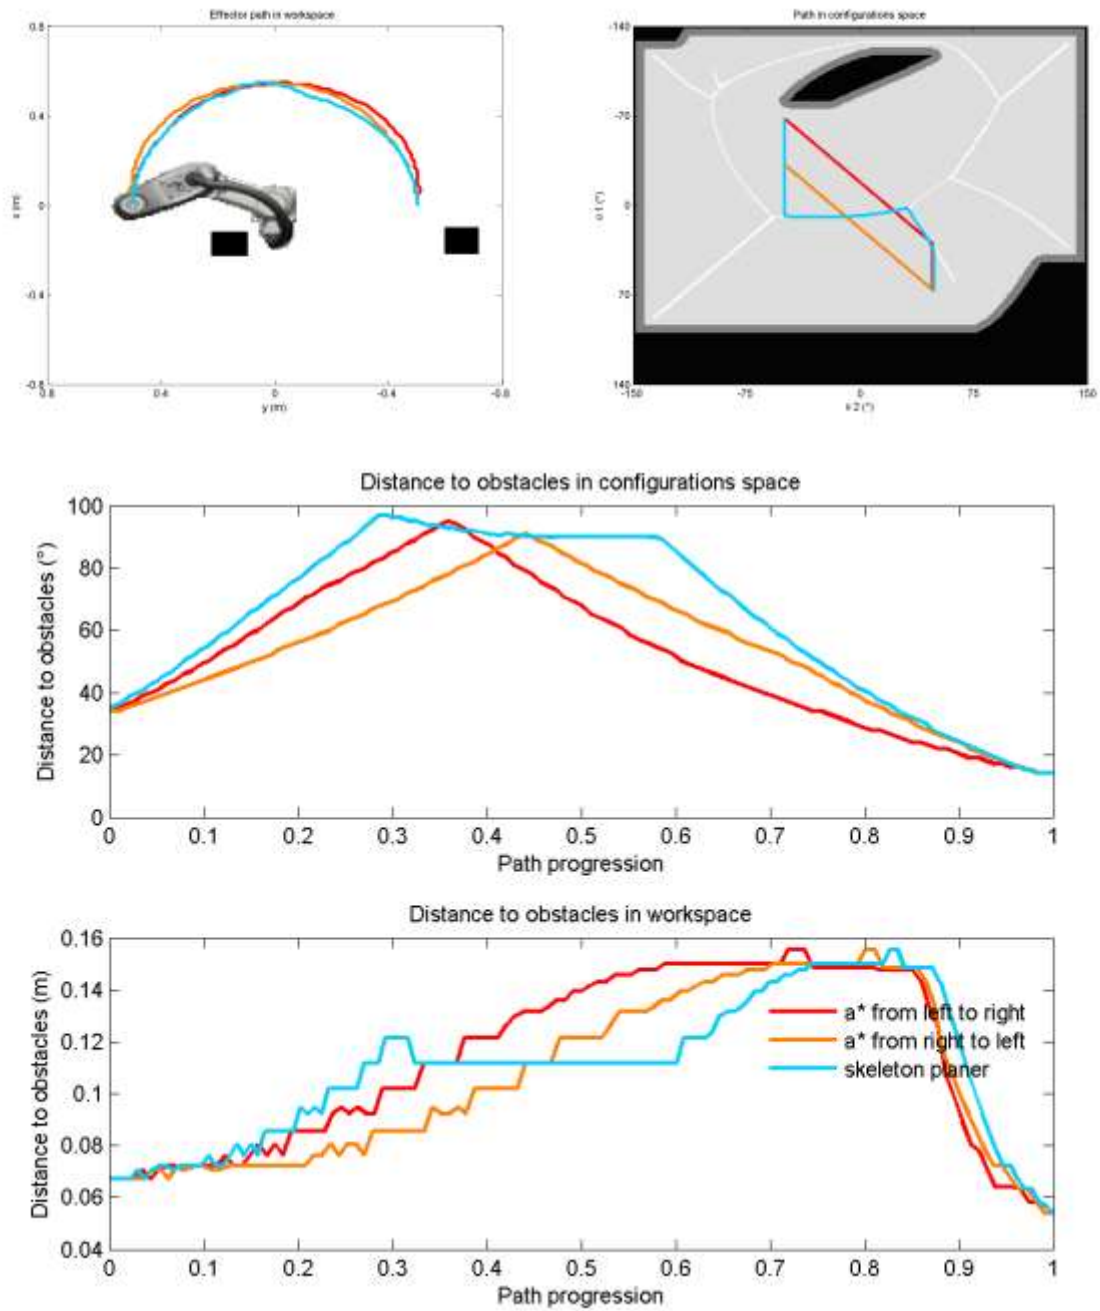 Effector path in workspace
0.8
0.4
0
-0.4
-0.8
0.8
0.4
0
-0.4
-0.8
y (m)
Path in configurations space
-140
-70
0
70
140
-150
-75
0
75
150
Distance to obstacles in configurations space
Distance to obstacles (°)
100
80
60
40
20
0
0 0.1 0.2 0.3 0.4 0.5 0.6 0.7 0.8 0.9 1
Path progression
Distance to obstacles in workspace
Distance to obstacles (m)
0.16
0.14
0.12
0.1
0.08
0.06
0.04
a* from left to right
a* from right to left
skeleton planer
0 0.1 0.2 0.3 0.4 0.5 0.6 0.7 0.8 0.9 1
Path progression